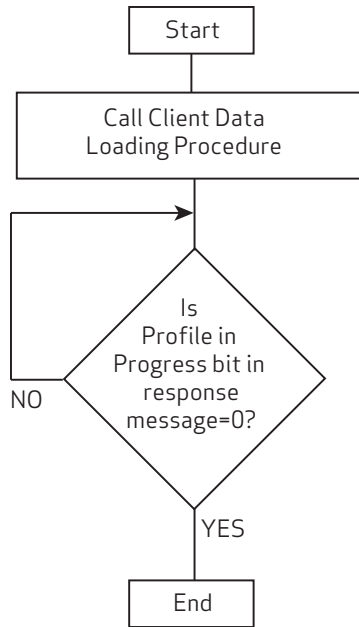 Start
Call Client Data
Loading Procedure
Is
Profile in
Progress bit in
response
message=0?
NO
YES
End